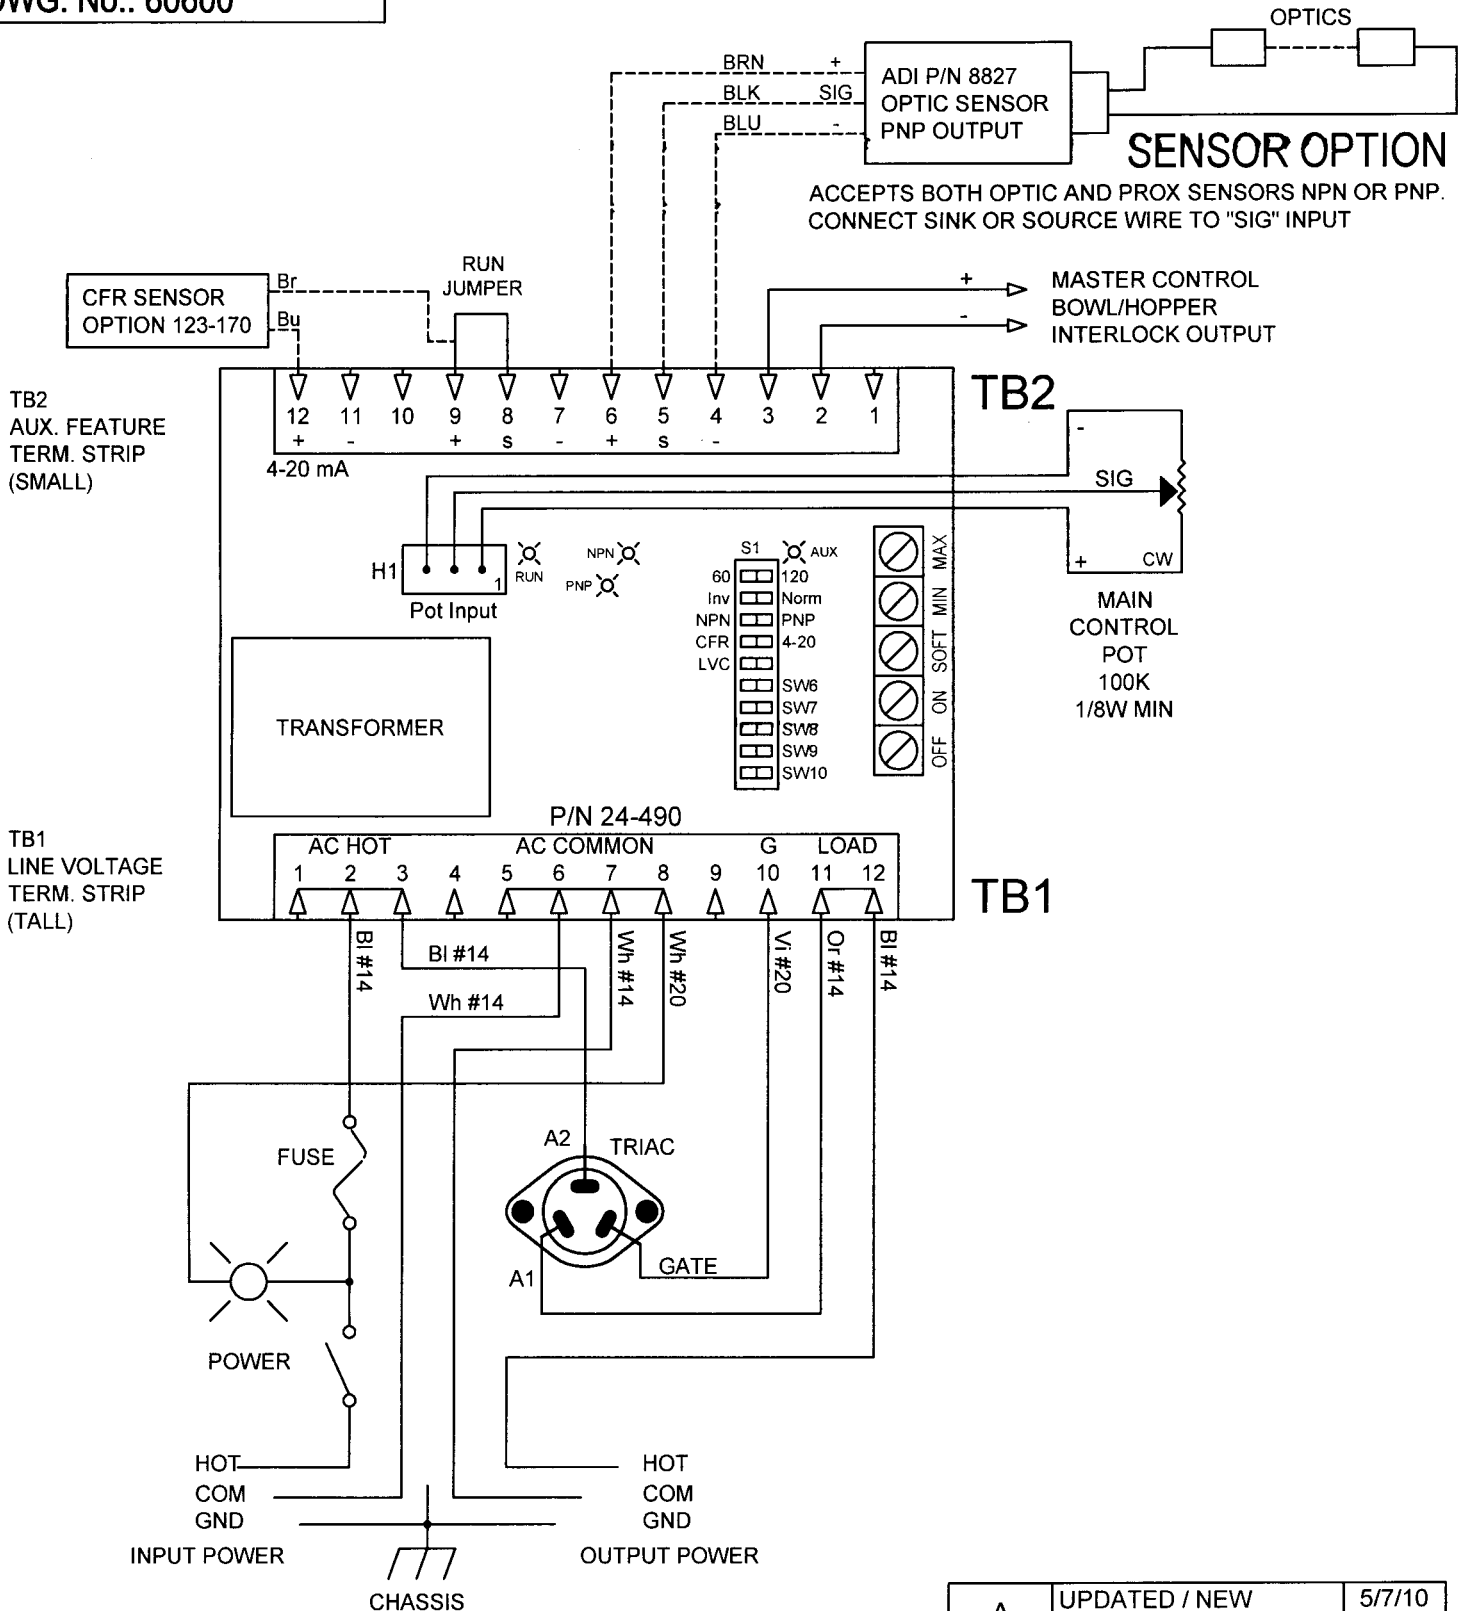 DWG. No.: 60600
OPTICS
BRN +
BLK SIG
BLU -
ADI P/N 8827
OPTIC SENSOR
PNP OUTPUT
SENSOR OPTION
ACCEPTS BOTH OPTIC AND PROX SENSORS NPN OR PNP.
CONNECT SINK OR SOURCE WIRE TO "SIG" INPUT
CFR SENSOR
OPTION 123-170
Br
Bu
RUN
JUMPER
+
-
MASTER CONTROL
BOWL/HOPPER
INTERLOCK OUTPUT
TB2
AUX. FEATURE
TERM. STRIP
(SMALL)
12 11 10 9 8 7 6 5 4 3 2 1
+ - + s - + s -
4-20 mA
TB2
-
SIG
+ CW
MAIN
CONTROL
POT
100K
1/8W MIN
H1
1
Pot Input
RUN
NPN
PNP
S1
AUX
60 120
Inv Norm
NPN PNP
CFR 4-20
LVC
SW6
SW7
SW8
SW9
SW10
MAX
MIN
SOFT
ON
OFF
TRANSFORMER
P/N 24-490
TB1
LINE VOLTAGE
TERM. STRIP
(TALL)
AC HOT AC COMMON G LOAD
1 2 3 4 5 6 7 8 9 10 11 12
TB1
Bl #14
Bl #14
Wh #14
Wh #14
Wh #20
Vi #20
Or #14
Bl #14
FUSE
A2
TRIAC
A1
GATE
POWER
HOT
COM
GND
INPUT POWER
HOT
COM
GND
OUTPUT POWER
CHASSIS
UPDATED / NEW 5/7/10